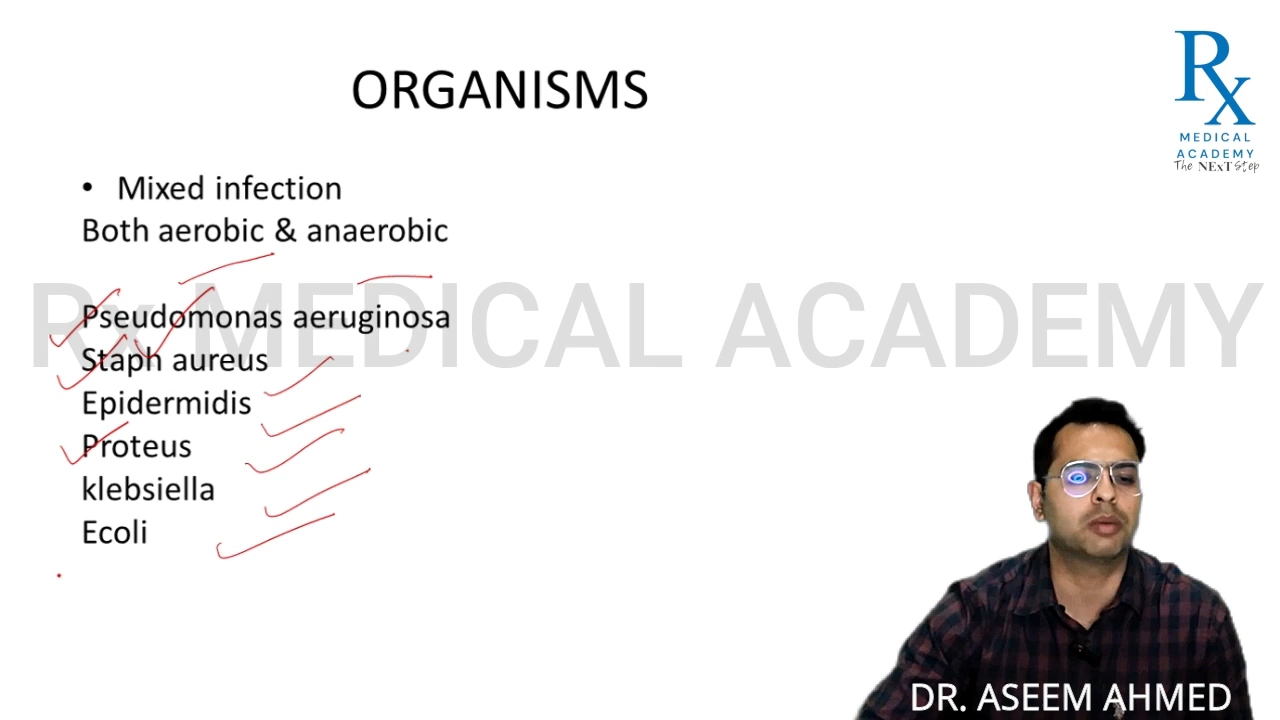 ORGANISMS
R
x
MEDICAL
ACADEMY
The NExT Step
• Mixed infection
Both aerobic & anaerobic
Rx MEDICAL ACADEMY
Pseudomonas aeruginosa
Staph aureus
Epidermidis
Proteus
klebsiella
Ecoli
DR. ASEEM AHMED